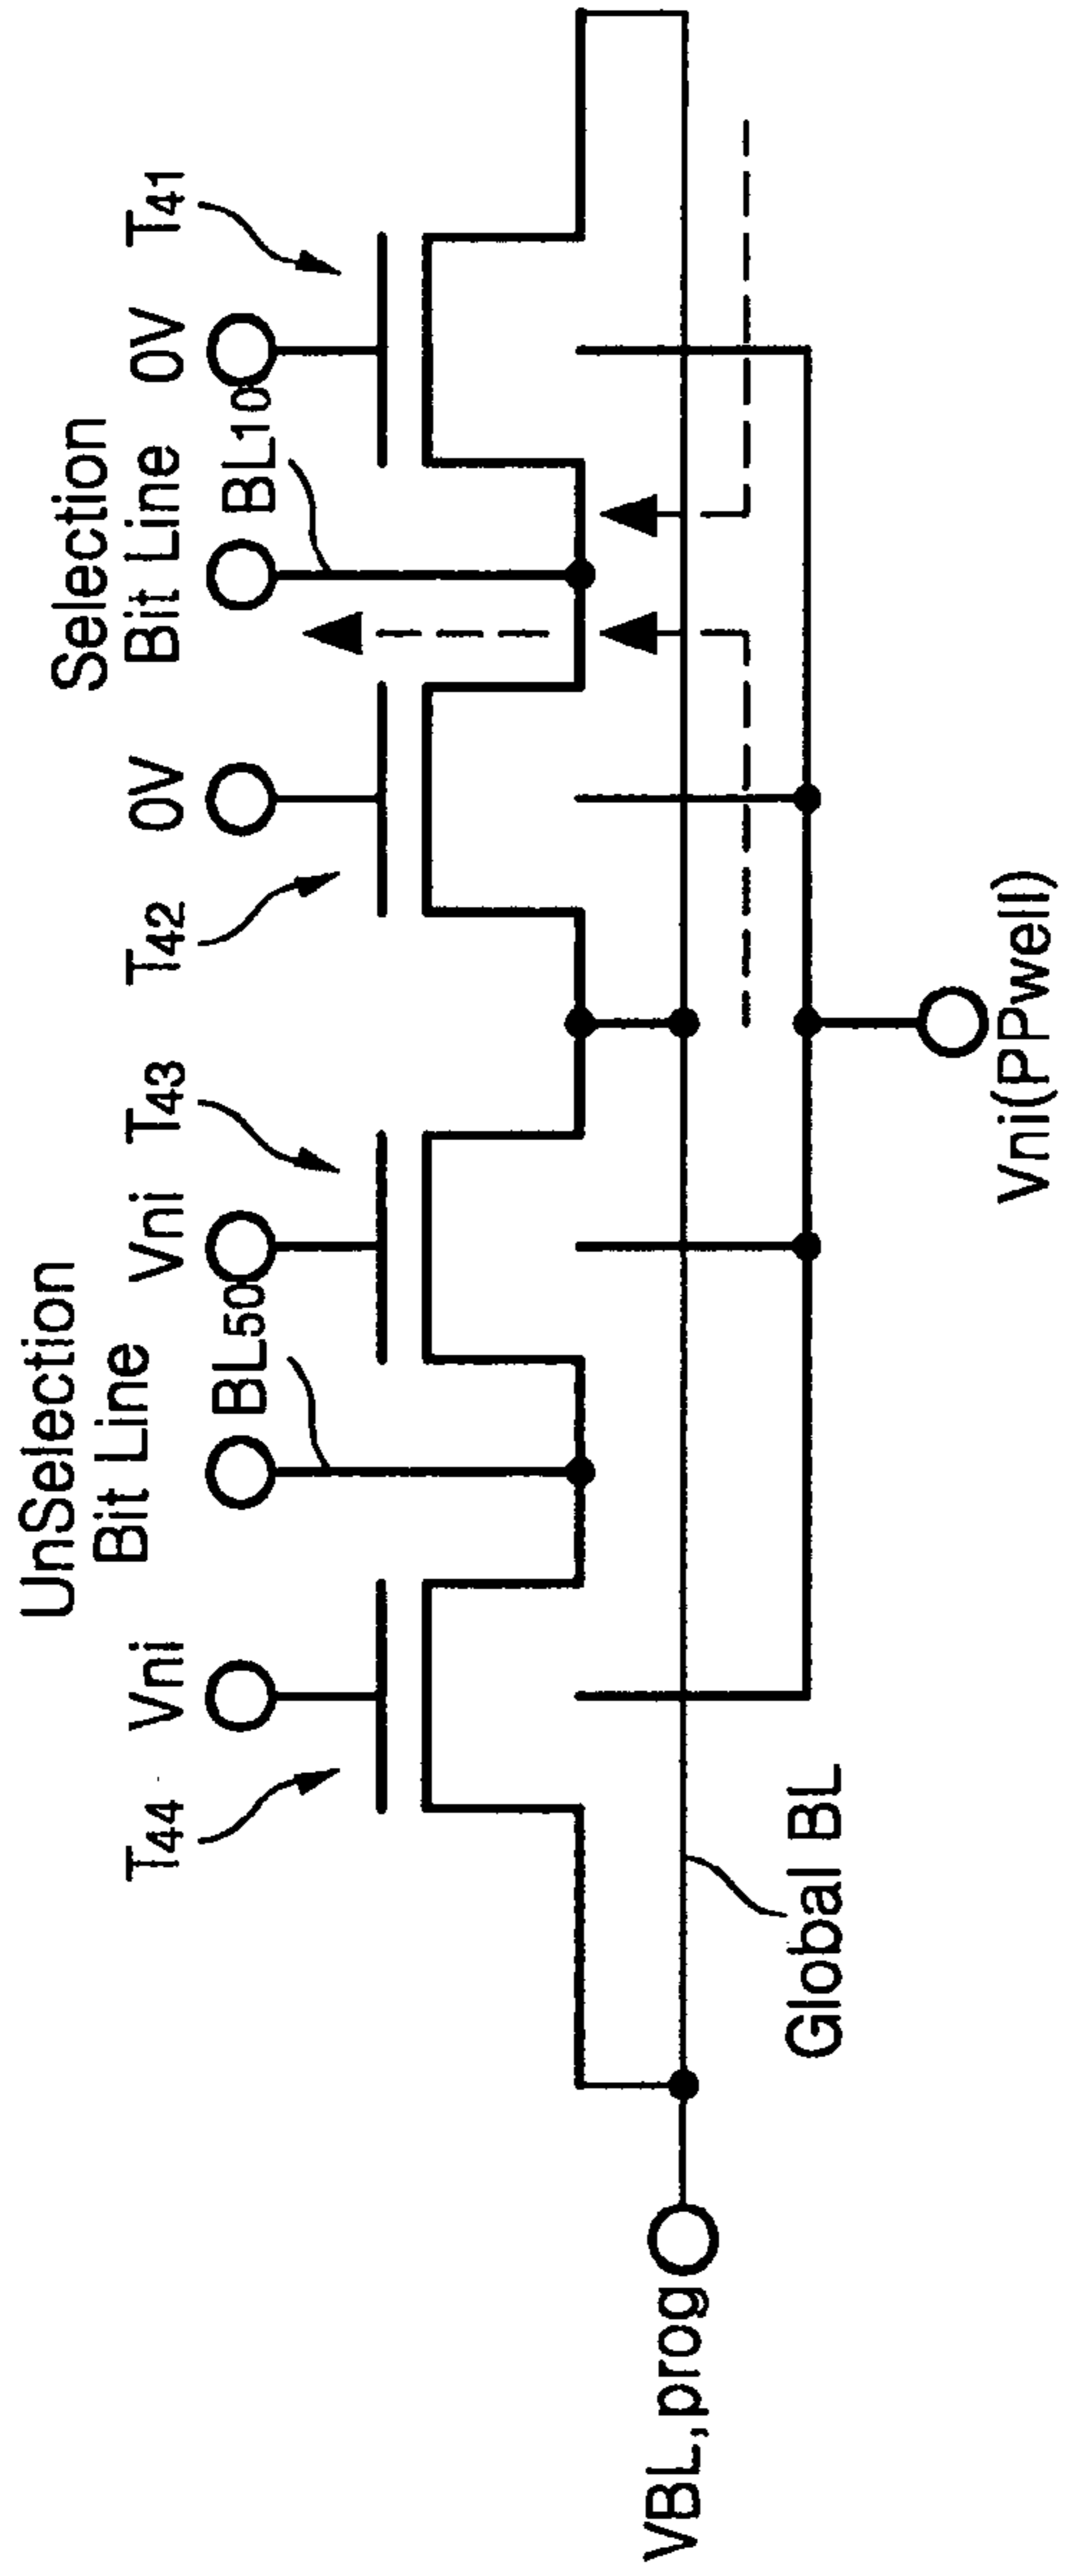 UnSelection
Bit Line
Selection
Bit Line
T44
Vni
BL50
Vni
T43
T42
0V
BL10
0V
T41
VBL,prog
Global BL
Vni(PPwell)